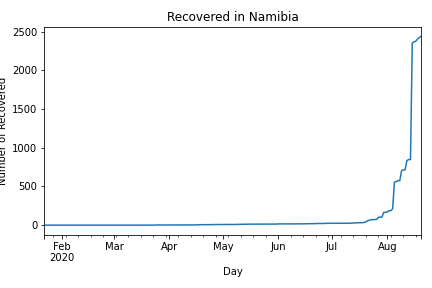 Recovered in Namibia
2500
2000
1500
1000
500
0
Number of Recovered
Feb
2020
Mar
Apr
May
Jun
Jul
Aug
Day